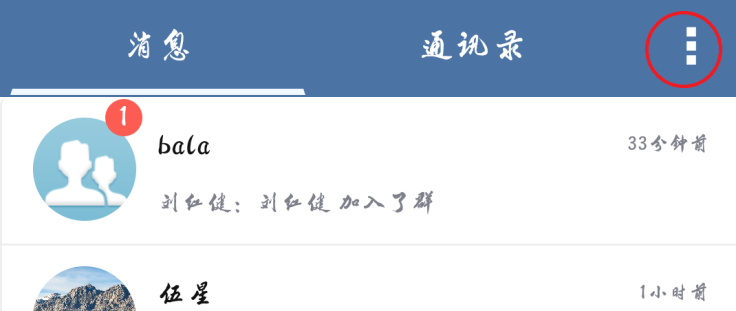 消息 通讯录
1
bala 33分钟前
刘红健：刘红健 加入了群
伍星 1小时前